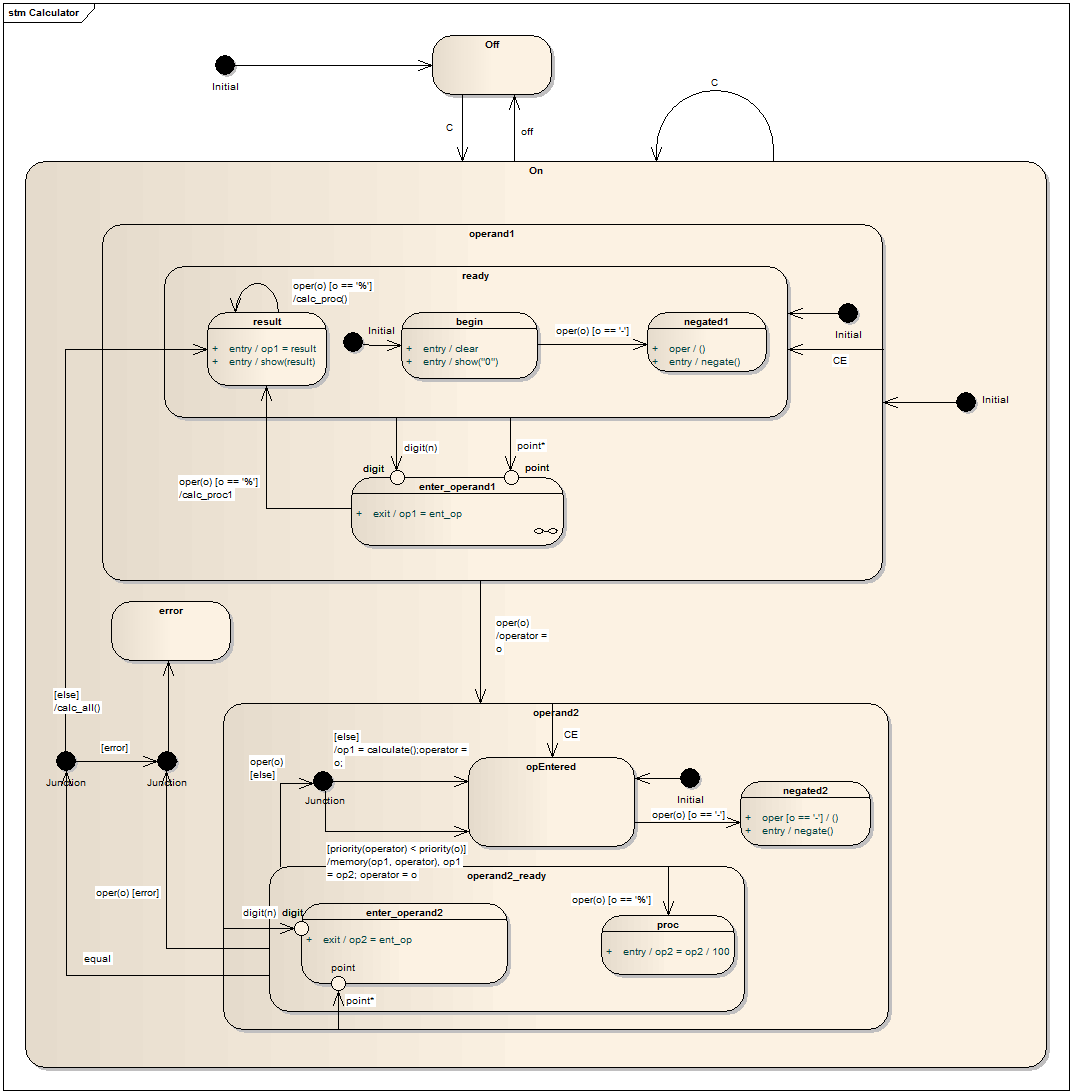 stm Calculator
Off
Initial
C
off
C
On
operand1
ready
oper(o) [o == '%']
/calc_proc()
result
+ entry / op1 = result
+ entry / show(result)
Initial
begin
+ entry / clear
+ entry / show("0")
oper(o) [o == '-']
negated1
+ oper / ()
+ entry / negate()
Initial
CE
Initial
digit(n)
point*
digit
point
enter_operand1
+ exit / op1 = ent_op
oper(o) [o == '%']
/calc_proc1
error
oper(o)
/operator =
o
[else]
/calc_all()
[error]
Junction
Junction
operand2
CE
[else]
/op1 = calculate();operator =
o;
oper(o)
[else]
Junction
opEntered
Initial
oper(o) [o == '-']
negated2
+ oper [o == '-'] / ()
+ entry / negate()
[priority(operator) < priority(o)]
/memory(op1, operator), op1
= op2; operator = o
operand2_ready
oper(o) [error]
oper(o) [o == '%']
digit(n)
digit
enter_operand2
+ exit / op2 = ent_op
proc
+ entry / op2 = op2 / 100
equal
point
point*